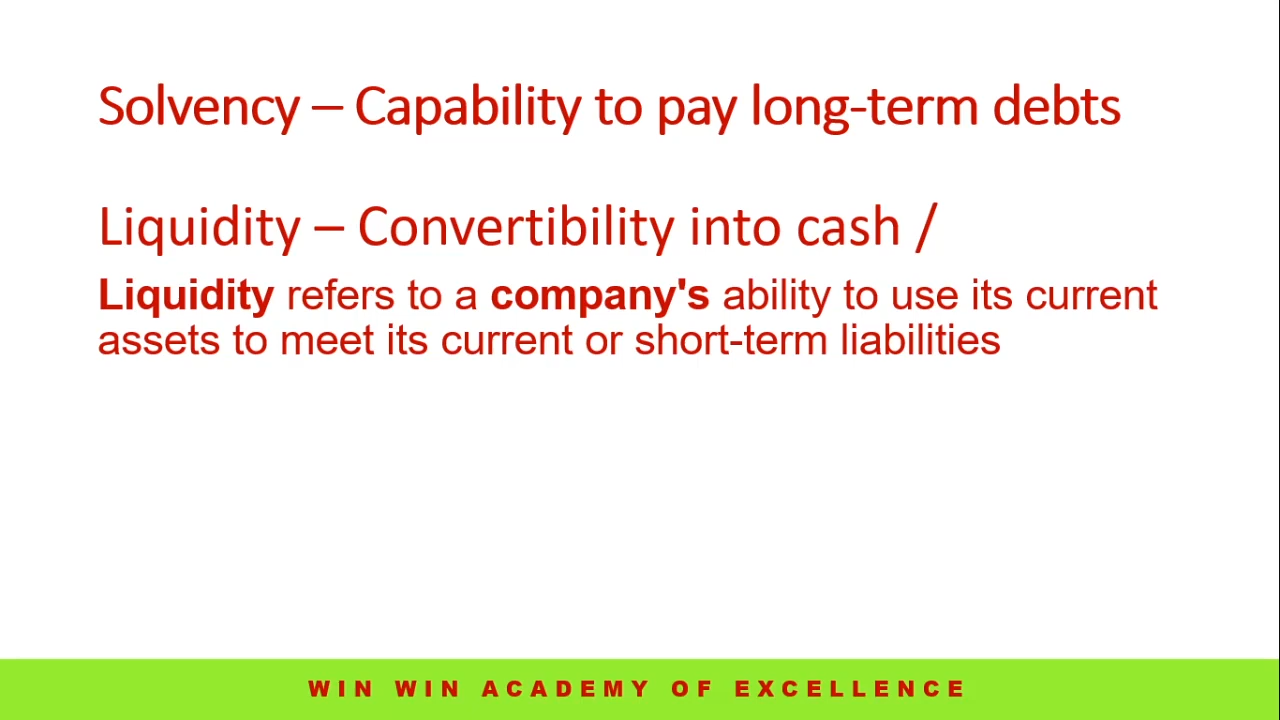 Solvency – Capability to pay long-term debts
Liquidity – Convertibility into cash /
Liquidity refers to a company's ability to use its current
assets to meet its current or short-term liabilities
WIN WIN ACADEMY OF EXCELLENCE